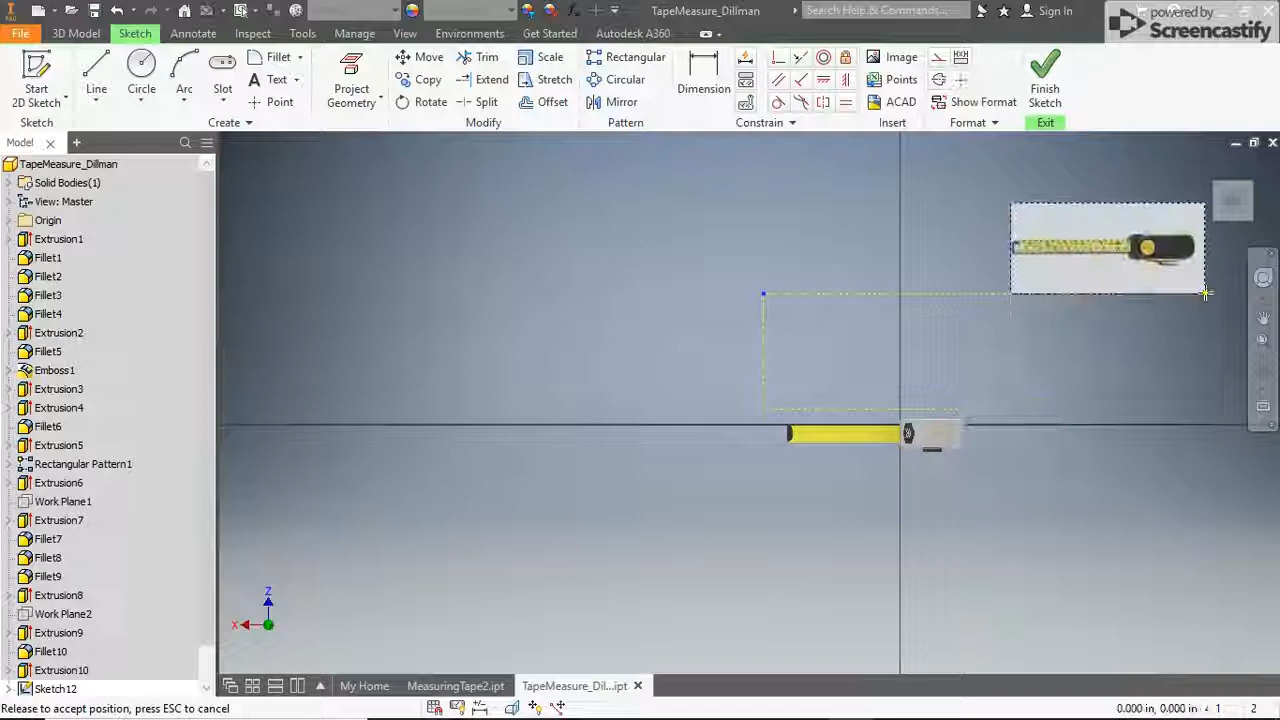 PRO
TapeMeasure_Dillman
Search Help & Commands...
Sign In
powered by
Screencastify
File
3D Model
Sketch
Annotate
Inspect
Tools
Manage
View
Environments
Get Started
Autodesk A360
Start
2D Sketch
Line
Circle
Arc
Slot
Fillet
Text
Point
Project
Geometry
Move
Copy
Rotate
Trim
Extend
Split
Scale
Stretch
Offset
Rectangular
Circular
Mirror
Dimension
Image
Points
ACAD
Show Format
Finish
Sketch
Sketch
Create
Modify
Pattern
Constrain
Insert
Format
Exit
Model
TapeMeasure_Dillman
Solid Bodies(1)
View: Master
Origin
Extrusion1
Fillet1
Fillet2
Fillet3
Fillet4
Extrusion2
Fillet5
Emboss1
Extrusion3
Extrusion4
Fillet6
Extrusion5
Rectangular Pattern1
Extrusion6
Work Plane1
Extrusion7
Fillet7
Fillet8
Fillet9
Extrusion8
Work Plane2
Extrusion9
Fillet10
Extrusion10
Sketch12
Z
X
My Home
MeasuringTape2.ipt
TapeMeasure_Dil...ipt
Release to accept position, press ESC to cancel
0.000 in, 0.000 in
1
2